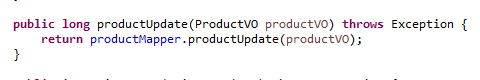 public long productUpdate(ProductVO productVO) throws Exception {
return productMapper.productUpdate(productVO);
}